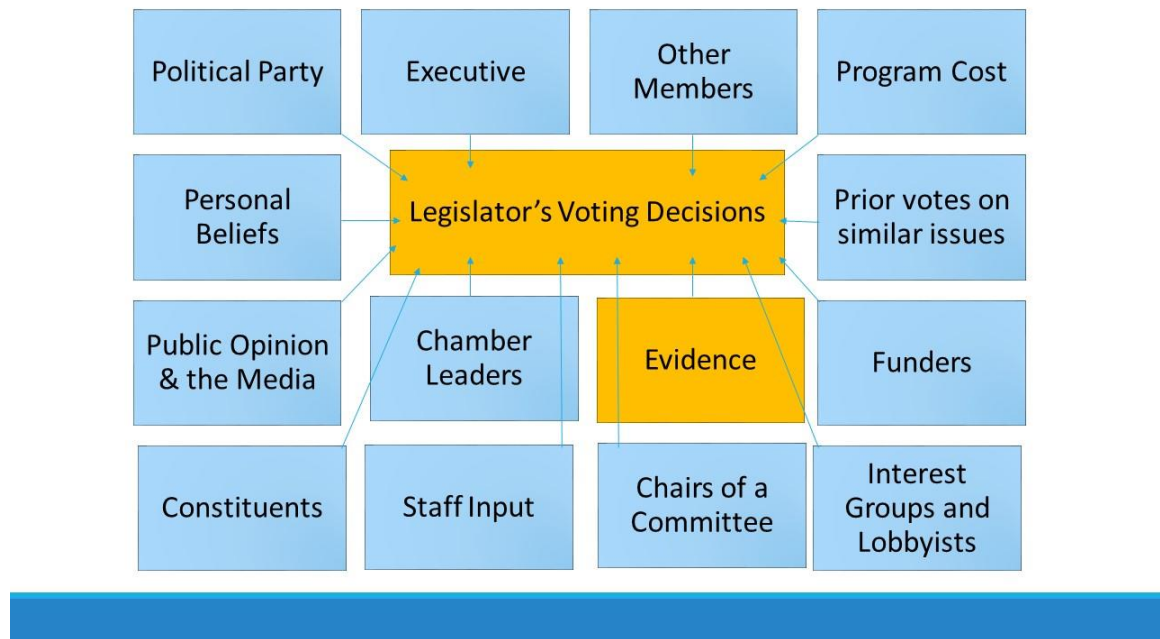 Political Party
Executive
Other
Members
Program Cost
Personal
Beliefs
Legislator’s Voting Decisions
Prior votes on
similar issues
Public Opinion
& the Media
Chamber
Leaders
Evidence
Funders
Constituents
Staff Input
Chairs of a
Committee
Interest
Groups and
Lobbyists